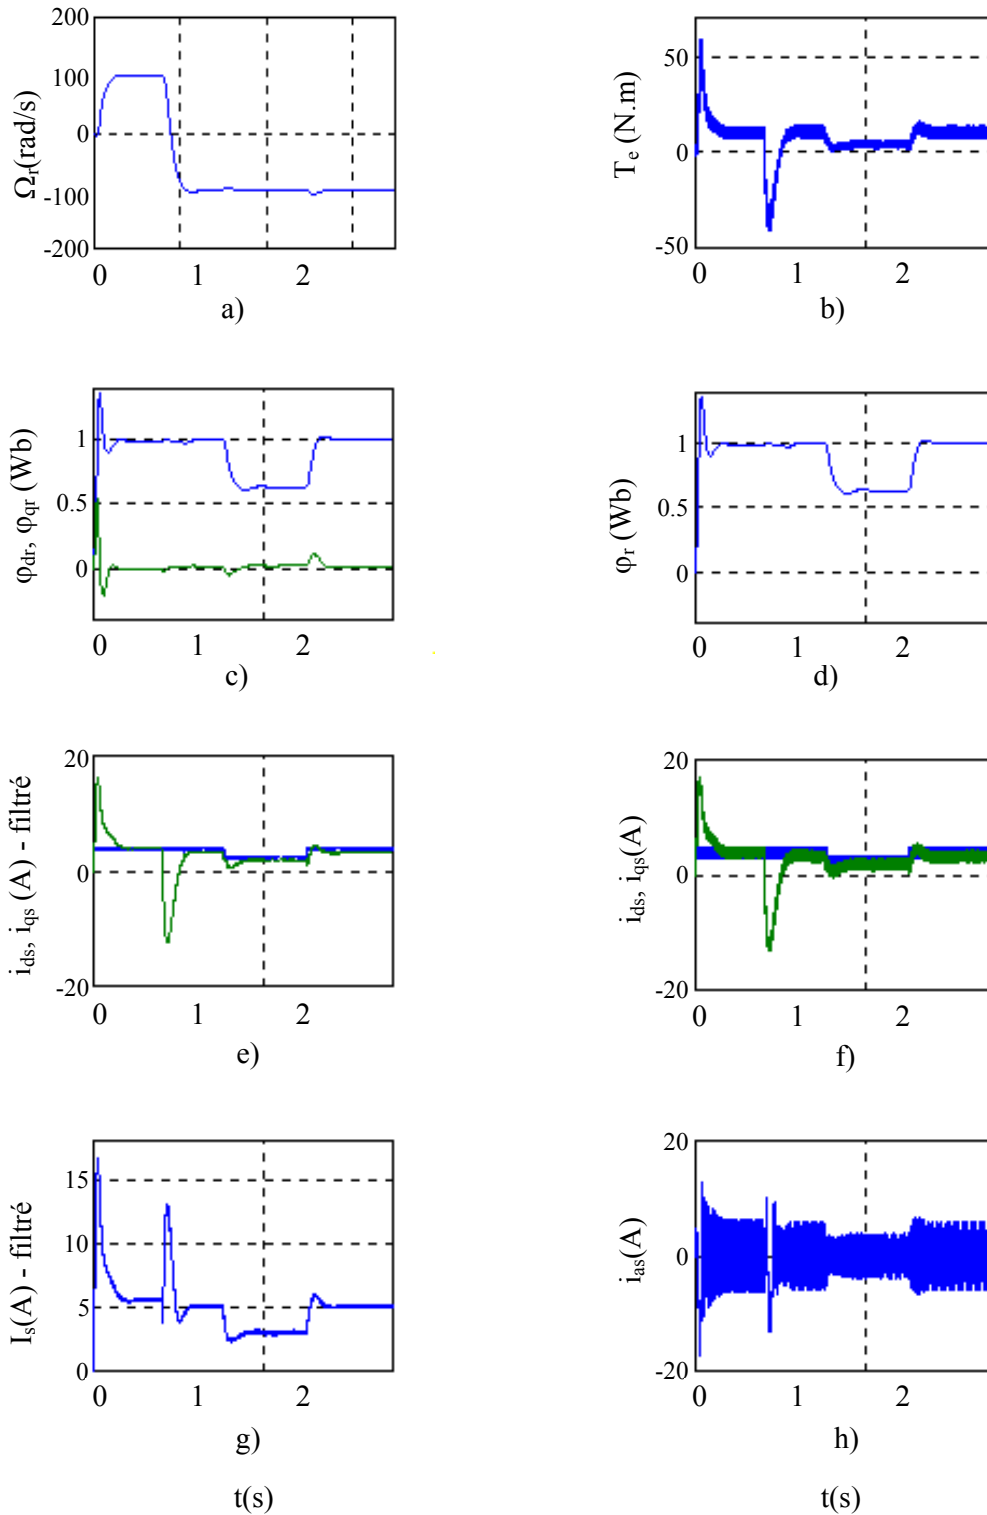 200
100
0
-100
-200
Ωr(rad/s)
0 1 2
a)
50
0
-50
Te (N.m)
0 1 2
b)
1
0.5
0
φdr, φqr (Wb)
0 1 2
c)
1
0.5
0
φr (Wb)
0 1 2
d)
20
0
-20
ids, iqs (A) - filtré
0 1 2
e)
20
0
-20
ids, iqs(A)
0 1 2
f)
15
10
5
0
Is(A) - filtré
0 1 2
g)
20
0
-20
ias(A)
0 1 2
h)
t(s)
t(s)